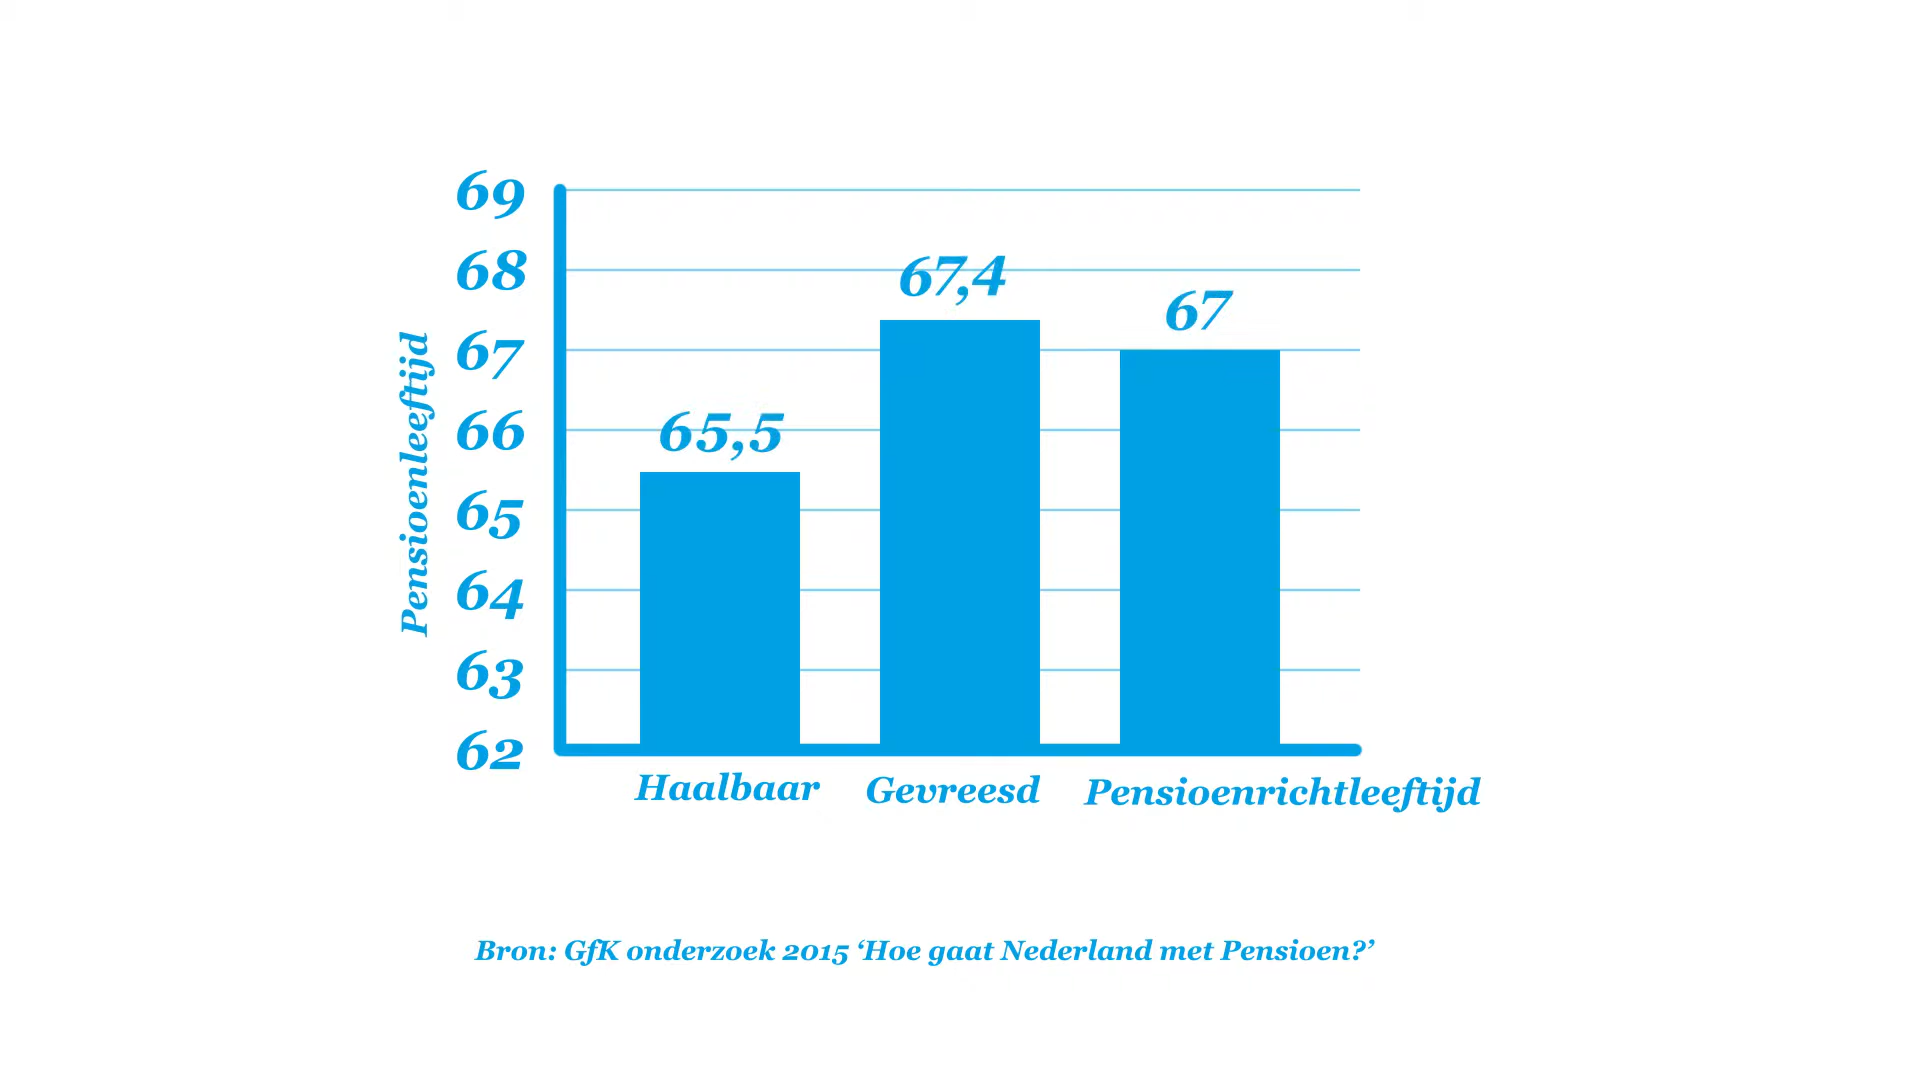 69
68
67
66
65
64
63
62
Pensioenleeftijd
65,5
67,4
67
Haalbaar
Gevreesd
Pensioenrichtleeftijd
Bron: GfK onderzoek 2015 ‘Hoe gaat Nederland met Pensioen?’